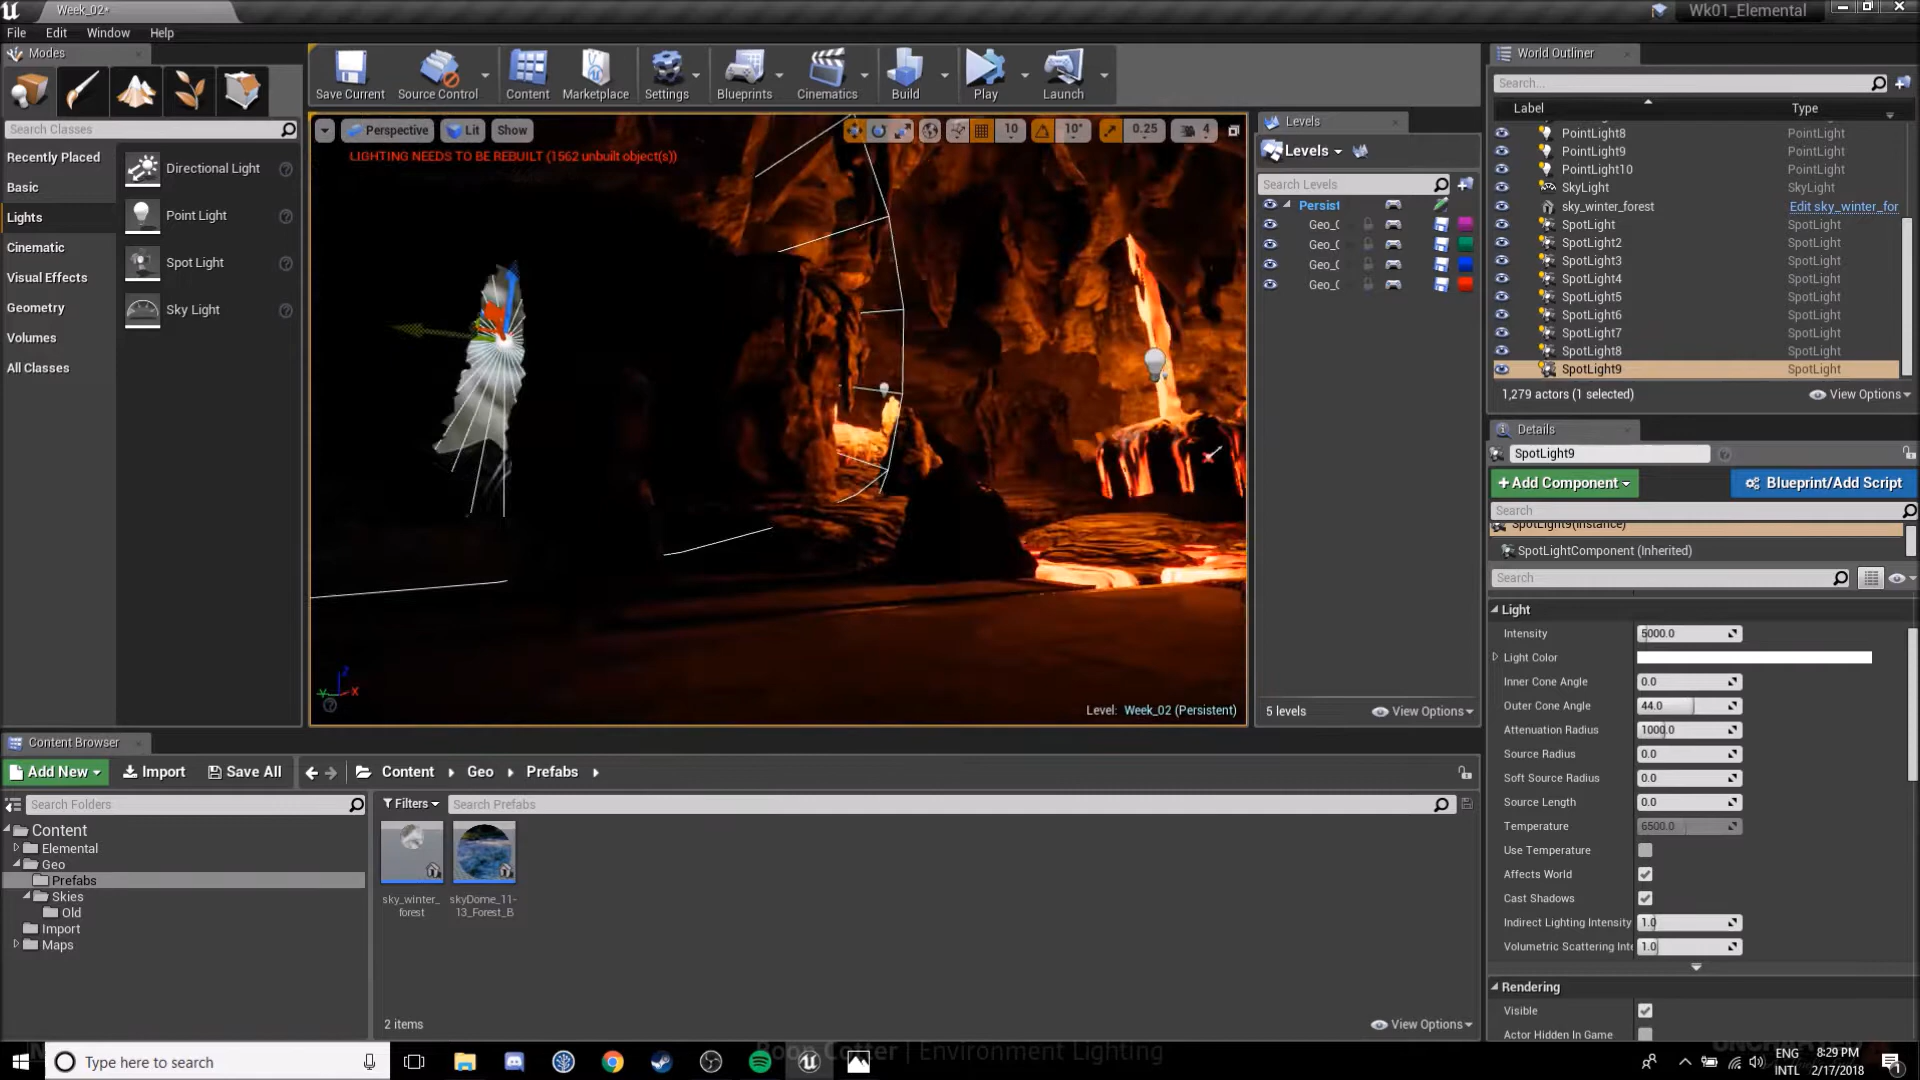 Week_02*
Wk01_Elemental
File Edit Window Help
Modes
Search Classes
Recently Placed
Basic
Lights
Cinematic
Visual Effects
Geometry
Volumes
All Classes
Directional Light
Point Light
Spot Light
Sky Light
Save Current
Source Control
Content
Marketplace
Settings
Blueprints
Cinematics
Build
Play
Launch
Perspective
Lit
Show
10
10°
0.25
4
LIGHTING NEEDS TO BE REBUILT (1562 unbuilt object(s))
Level: Week_02 (Persistent)
Levels
Levels
Search Levels
Persist
Geo_
Geo_
Geo_
Geo_
5 levels
View Options
World Outliner
Search...
Label Type
PointLight8 PointLight
PointLight9 PointLight
PointLight10 PointLight
SkyLight SkyLight
sky_winter_forest Edit sky_winter_for
SpotLight SpotLight
SpotLight2 SpotLight
SpotLight3 SpotLight
SpotLight4 SpotLight
SpotLight5 SpotLight
SpotLight6 SpotLight
SpotLight7 SpotLight
SpotLight8 SpotLight
SpotLight9 SpotLight
1,279 actors (1 selected)
View Options
Details
SpotLight9
+Add Component
Blueprint/Add Script
Search
SpotLight9(Instance)
SpotLightComponent (Inherited)
Search
Light
Intensity 5000.0
Light Color
Inner Cone Angle 0.0
Outer Cone Angle 44.0
Attenuation Radius 1000.0
Source Radius 0.0
Soft Source Radius 0.0
Source Length 0.0
Temperature 6500.0
Use Temperature
Affects World
Cast Shadows
Indirect Lighting Intensity 1.0
Volumetric Scattering Inte 1.0
Rendering
Visible
Actor Hidden In Game
Content Browser
Add New
Import
Save All
Content Geo Prefabs
Search Folders
Filters
Search Prefabs
Content
Elemental
Geo
Prefabs
Skies
Old
Import
Maps
sky_winter_
forest
skyDome_11-
13_Forest_B
2 items
View Options
Type here to search
Boon Cotter | Environment Lighting
ENG
INTL
8:29 PM
2/17/2018
1